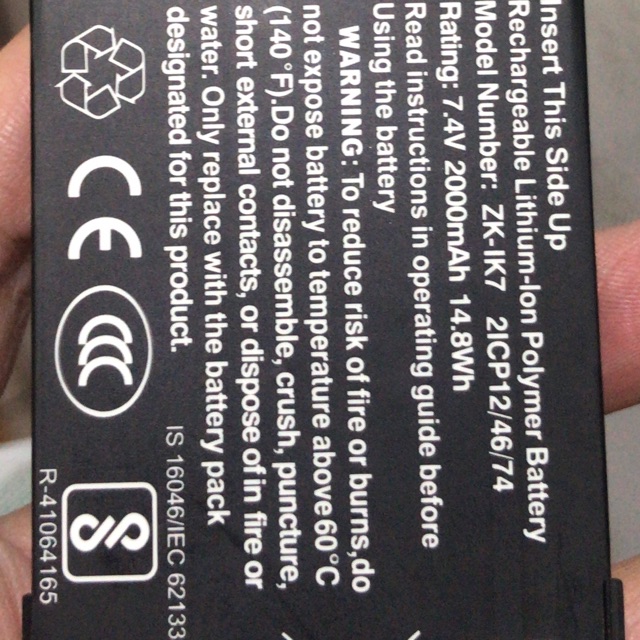 Insert This Side Up
Rechargeable Lithium-Ion Polymer Battery
Model Number: ZK-IK7 2ICP12/46/74
Rating: 7.4V 2000mAh 14.8Wh
Read instructions in operating guide before
Using the battery
WARNING: To reduce risk of fire or burns,do
not expose battery to temperature above60°C
(140°F).Do not disassemble, crush, puncture,
short external contacts, or dispose of in fire or
water. Only replace with the battery pack
designated for this product.
IS 16046/IEC 62133
CE CCC
R-41064165